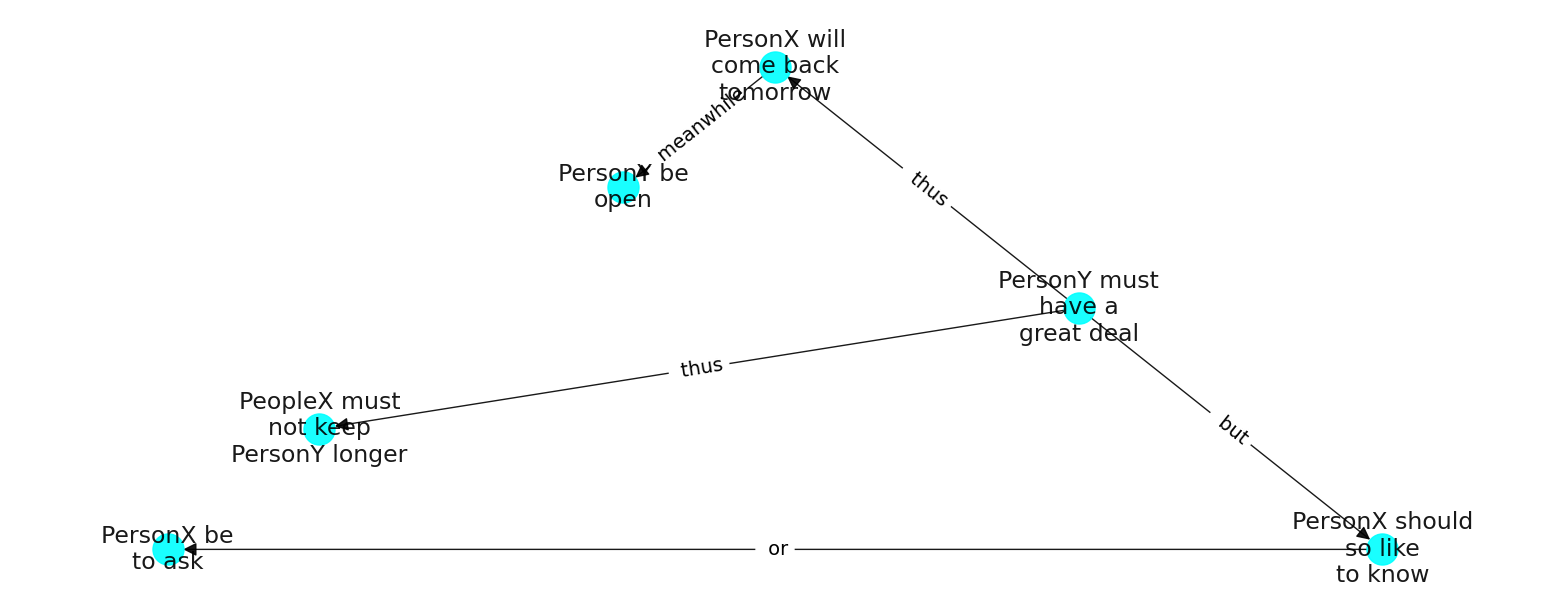 PersonX will
come back
tomorrow
meanwhile
PersonY be
open
thus
PersonY must
have a
great deal
thus
PeopleX must
not keep
PersonY longer
but
PersonX should
so like
to know
PersonX be
to ask
or